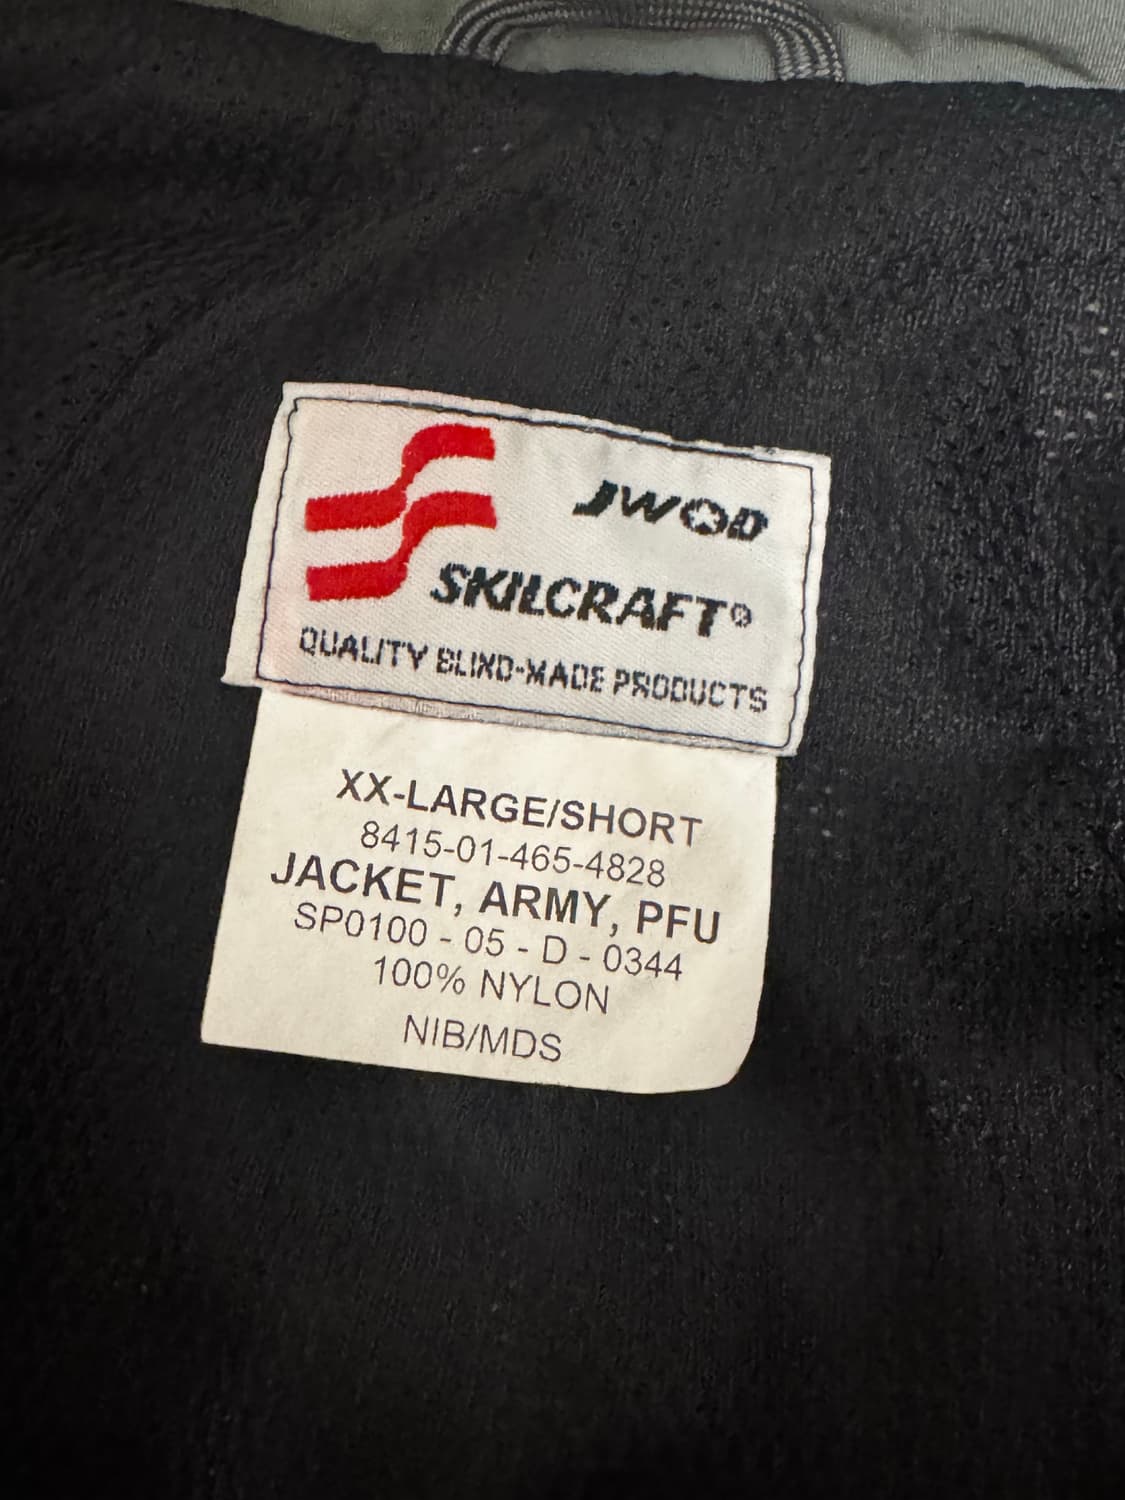 JWOD
SKILCRAFT®
QUALITY BLIND-MADE PRODUCTS
XX-LARGE/SHORT
8415-01-465-4828
JACKET, ARMY, PFU
SP0100 - 05 - D - 0344
100% NYLON
NIB/MDS